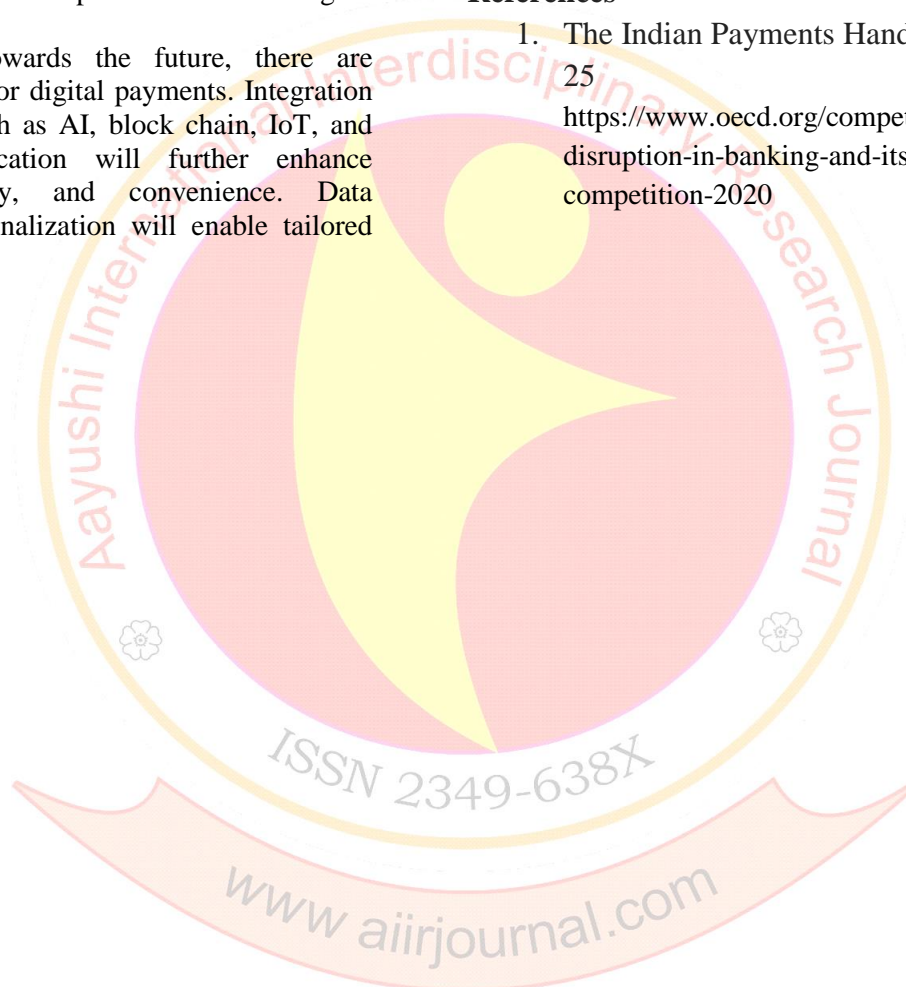 owards the future, there are
or digital payments. Integration
h as AI, block chain, IoT, and
cation will further enhance
y, and convenience. Data
nalization will enable tailored
1. The Indian Payments Hand
25
https://www.oecd.org/compet
disruption-in-banking-and-its
competition-2020
Aayushi International Interdisciplinary Research Journal
ISSN 2349-638X
www aiirjournal.com